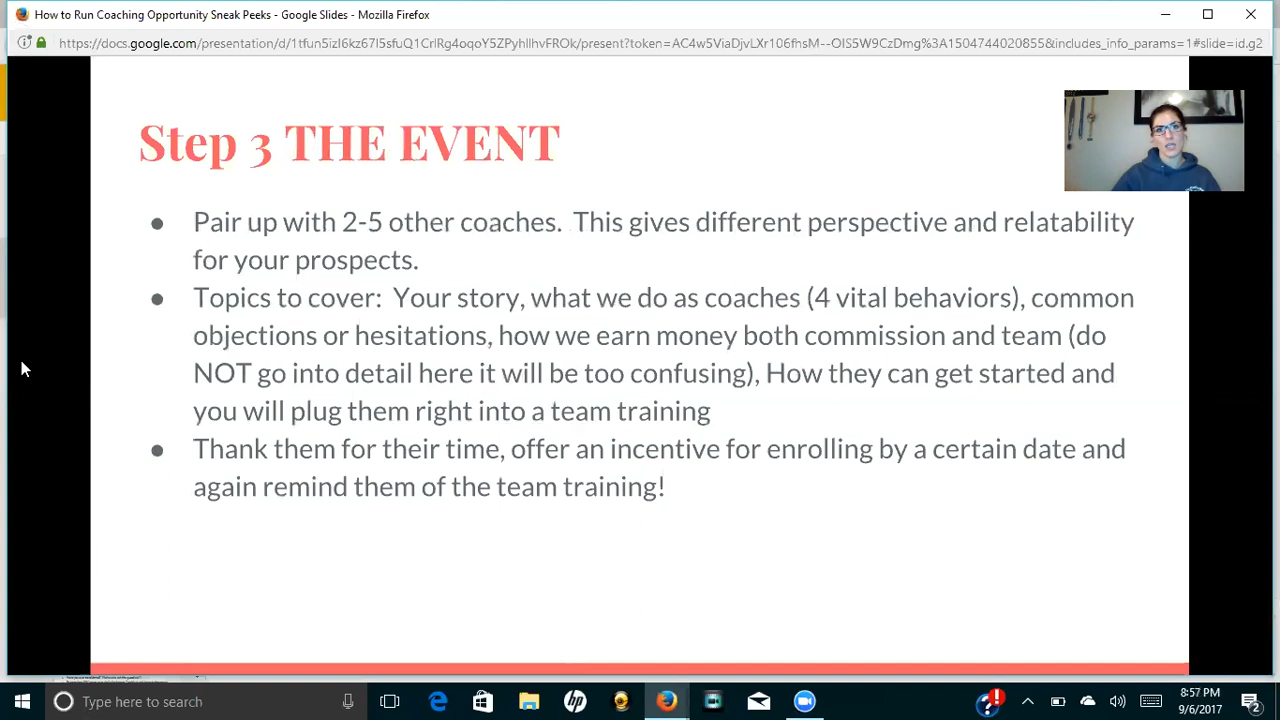 How to Run Coaching Opportunity Sneak Peeks - Google Slides - Mozilla Firefox
Step 3 THE EVENT
● Pair up with 2-5 other coaches. This gives different perspective and relatability
for your prospects.
● Topics to cover: Your story, what we do as coaches (4 vital behaviors), common
objections or hesitations, how we earn money both commission and team (do
NOT go into detail here it will be too confusing), How they can get started and
you will plug them right into a team training
● Thank them for their time, offer an incentive for enrolling by a certain date and
again remind them of the team training!
Type here to search
8:57 PM
9/6/2017
2